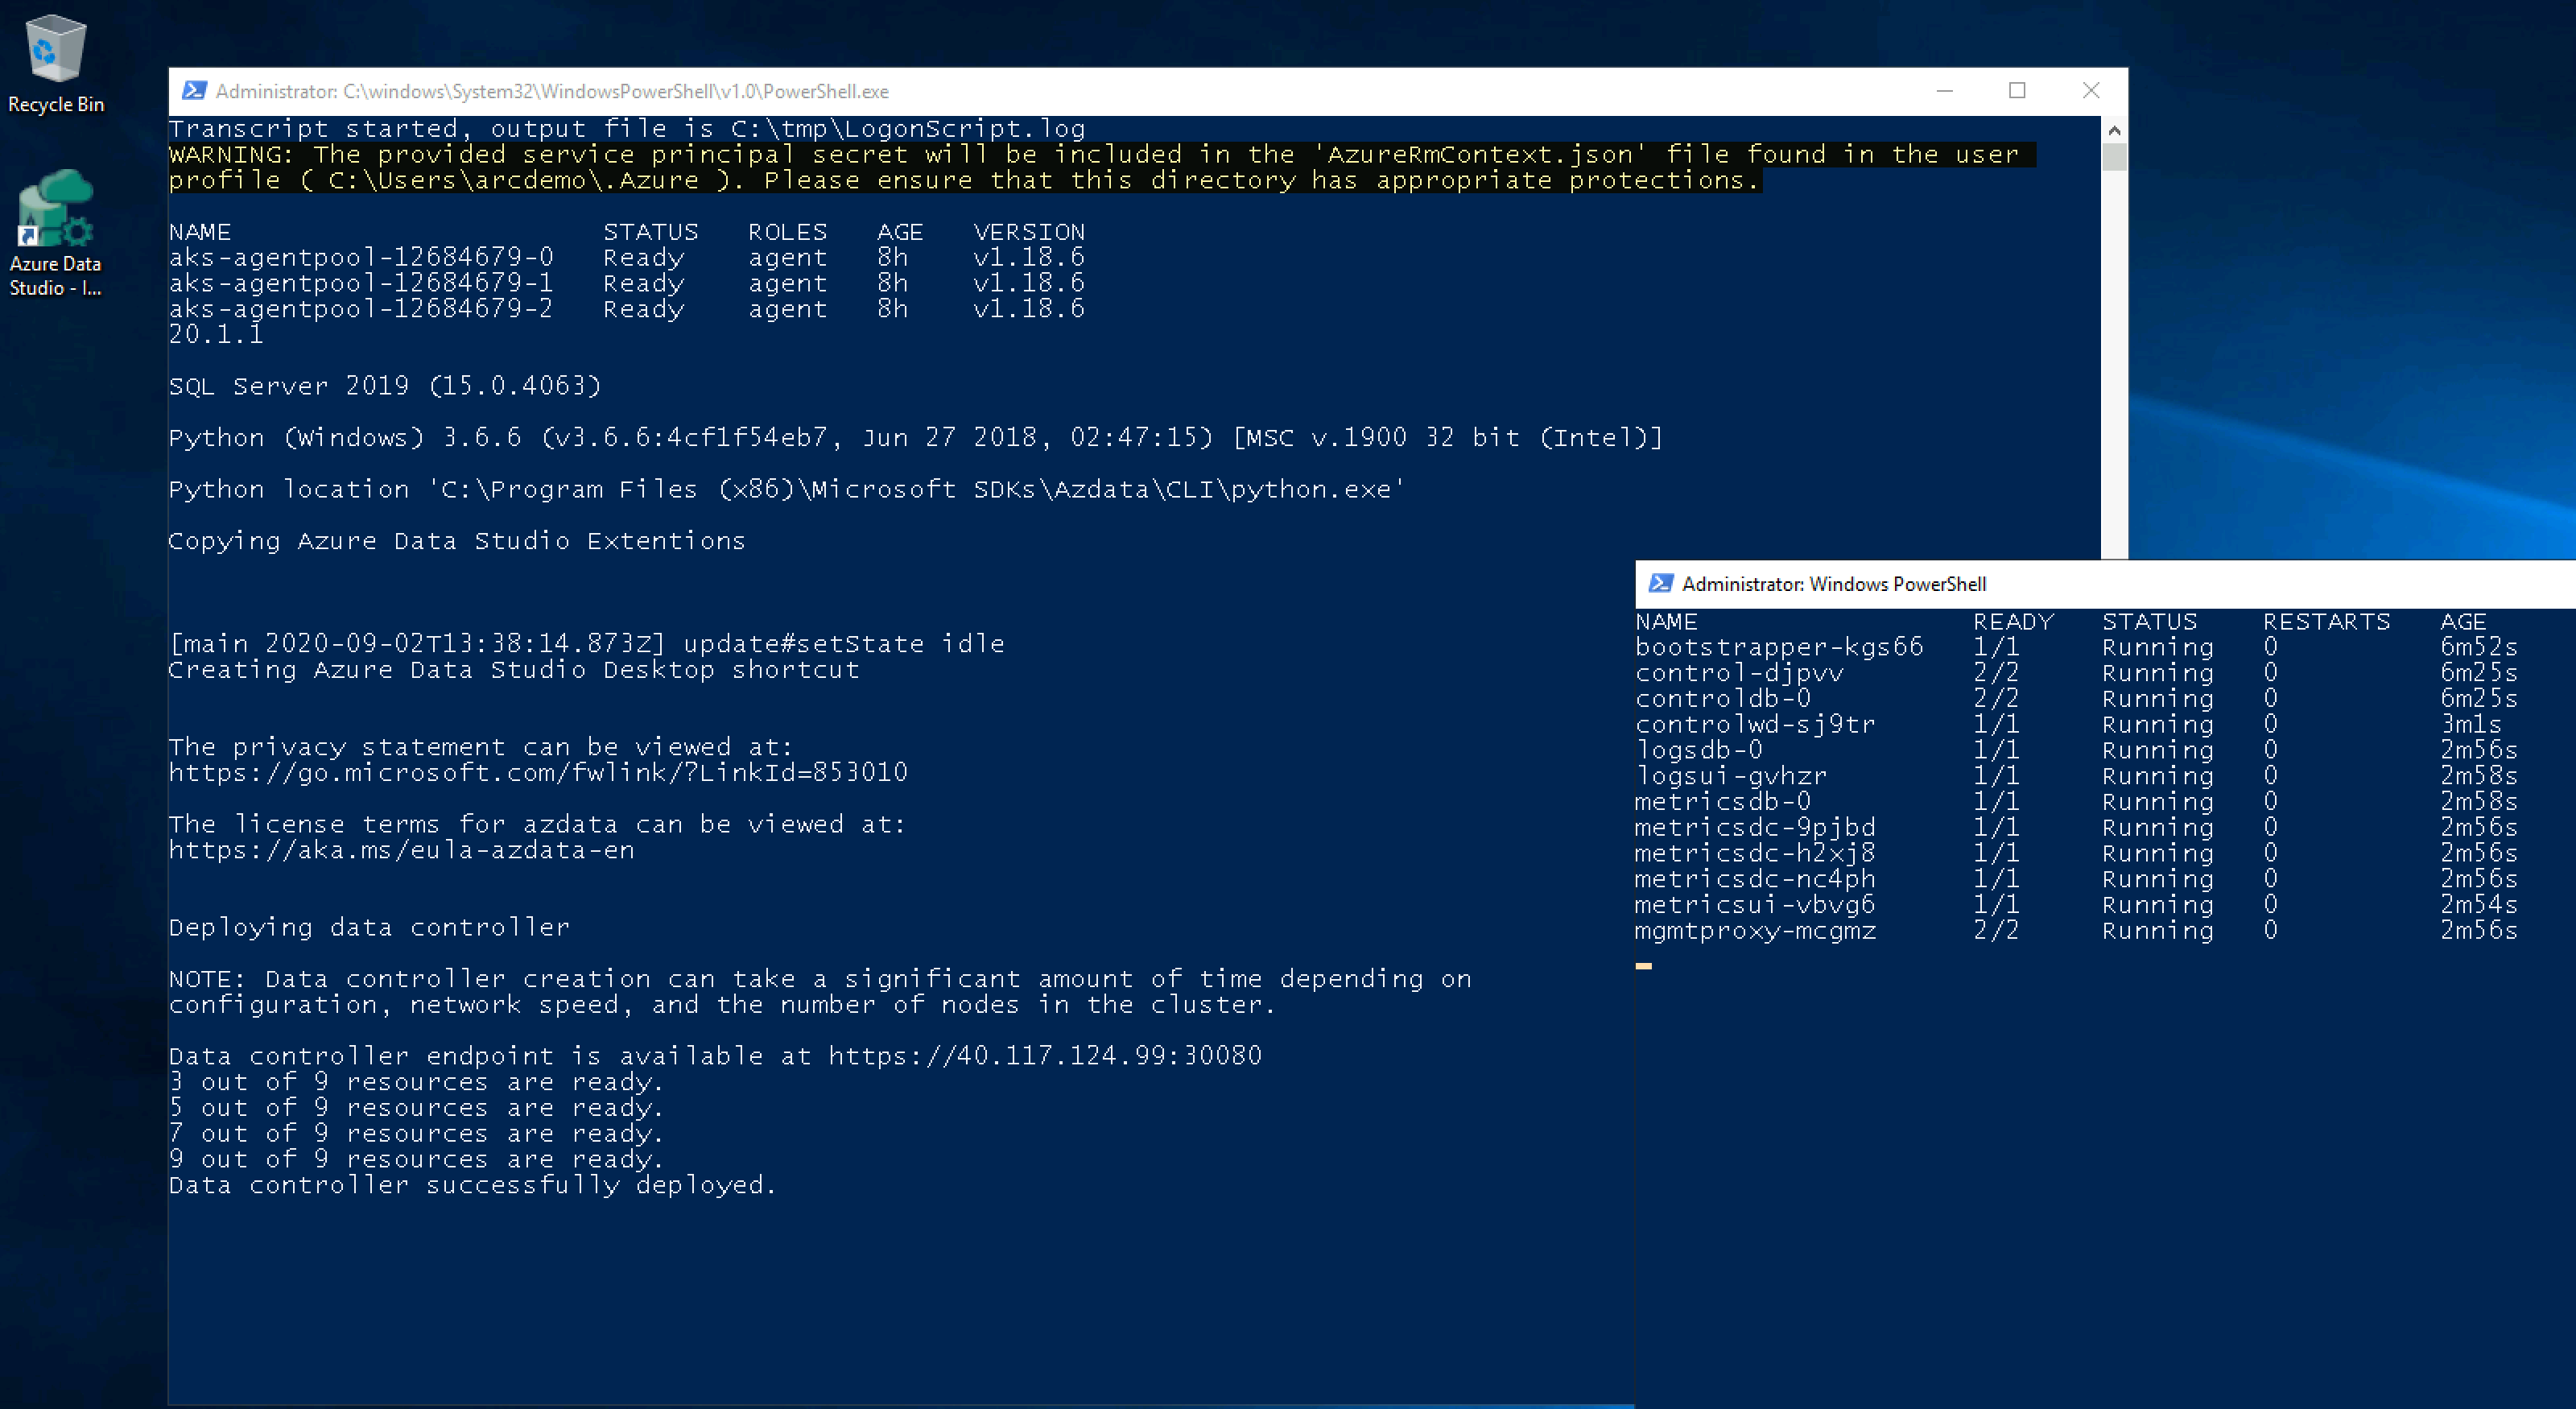 Recycle Bin
Azure Data
Studio - I...
Administrator: C:\windows\System32\WindowsPowerShell\v1.0\PowerShell.exe
Transcript started, output file is C:\tmp\LogonScript.log
WARNING: The provided service principal secret will be included in the 'AzureRmContext.json' file found in the user
profile ( C:\Users\arcdemo\.Azure ). Please ensure that this directory has appropriate protections.
NAME STATUS ROLES AGE VERSION
aks-agentpool-12684679-0 Ready agent 8h v1.18.6
aks-agentpool-12684679-1 Ready agent 8h v1.18.6
aks-agentpool-12684679-2 Ready agent 8h v1.18.6
20.1.1
SQL Server 2019 (15.0.4063)
Python (Windows) 3.6.6 (v3.6.6:4cf1f54eb7, Jun 27 2018, 02:47:15) [MSC v.1900 32 bit (Intel)]
Python location 'C:\Program Files (x86)\Microsoft SDKs\Azdata\CLI\python.exe'
Copying Azure Data Studio Extentions
[main 2020-09-02T13:38:14.873Z] update#setState idle
Creating Azure Data Studio Desktop shortcut
The privacy statement can be viewed at:
https://go.microsoft.com/fwlink/?LinkId=853010
The license terms for azdata can be viewed at:
https://aka.ms/eula-azdata-en
Deploying data controller
NOTE: Data controller creation can take a significant amount of time depending on
configuration, network speed, and the number of nodes in the cluster.
Data controller endpoint is available at https://40.117.124.99:30080
3 out of 9 resources are ready.
5 out of 9 resources are ready.
7 out of 9 resources are ready.
9 out of 9 resources are ready.
Data controller successfully deployed.
Administrator: Windows PowerShell
NAME READY STATUS RESTARTS AGE
bootstrapper-kgs66 1/1 Running 0 6m52s
control-djpvv 2/2 Running 0 6m25s
controldb-0 2/2 Running 0 6m25s
controlwd-sj9tr 1/1 Running 0 3m1s
logsdb-0 1/1 Running 0 2m56s
logsui-gvhzr 1/1 Running 0 2m58s
metricsdb-0 1/1 Running 0 2m58s
metricsdc-9pjbd 1/1 Running 0 2m56s
metricsdc-h2xj8 1/1 Running 0 2m56s
metricsdc-nc4ph 1/1 Running 0 2m56s
metricsui-vbvg6 1/1 Running 0 2m54s
mgmtproxy-mcgmz 2/2 Running 0 2m56s